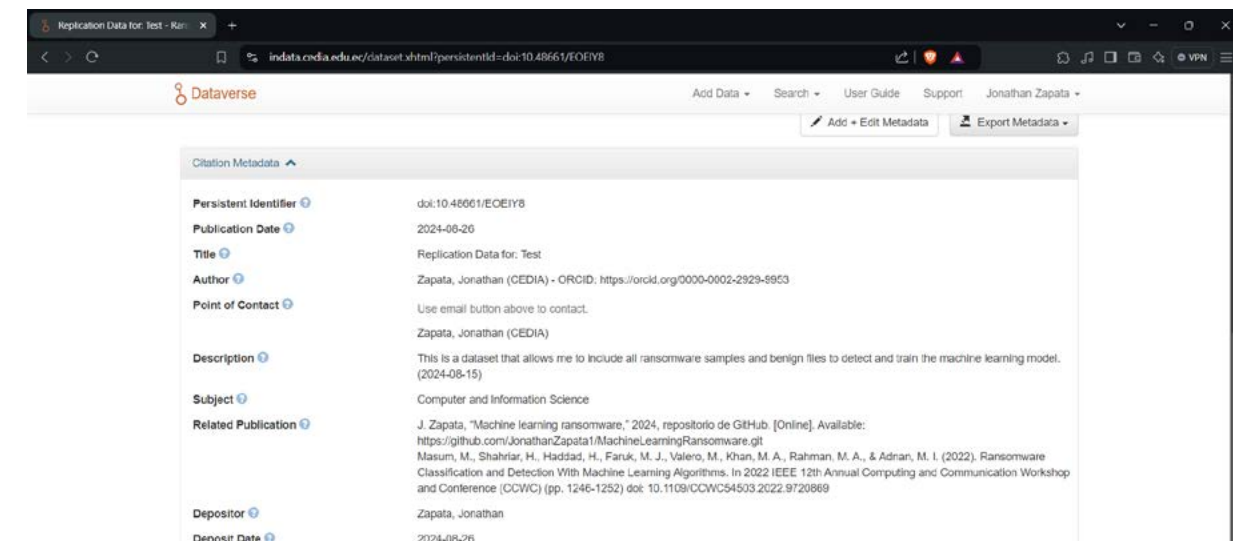 Replication Data for: Test - Ran
indata.cedia.edu.ec/dataset.xhtml?persistentId=doi:10.48661/EOEIY8
VPN
Dataverse
Add Data
Search
User Guide
Support
Jonathan Zapata
Add + Edit Metadata
Export Metadata
Citation Metadata
Persistent Identifier
doi:10.48661/EOEIY8
Publication Date
2024-08-26
Title
Replication Data for: Test
Author
Zapata, Jonathan (CEDIA) - ORCID: https://orcid.org/0000-0002-2929-9953
Point of Contact
Use email button above to contact.
Zapata, Jonathan (CEDIA)
Description
This is a dataset that allows me to include all ransomware samples and benign files to detect and train the machine learning model.
(2024-08-15)
Subject
Computer and Information Science
Related Publication
J. Zapata, "Machine learning ransomware," 2024, repositorio de GitHub. [Online]. Available:
https://github.com/JonathanZapata1/MachineLearningRansomware.git
Masum, M., Shahriar, H., Haddad, H., Faruk, M. J., Valero, M., Khan, M. A., Rahman, M. A., & Adnan, M. I. (2022). Ransomware
Classification and Detection With Machine Learning Algorithms. In 2022 IEEE 12th Annual Computing and Communication Workshop
and Conference (CCWC) (pp. 1246-1252) doi: 10.1109/CCWC54503.2022.9720869
Depositor
Zapata, Jonathan
Deposit Date
2024-08-26